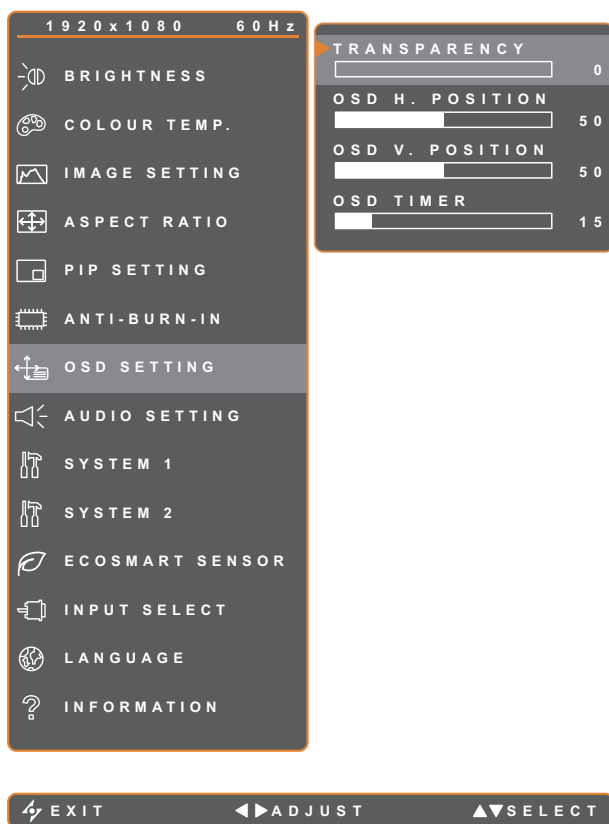 1920x1080 60Hz
BRIGHTNESS
COLOUR TEMP.
IMAGE SETTING
ASPECT RATIO
PIP SETTING
ANTI-BURN-IN
OSD SETTING
AUDIO SETTING
SYSTEM 1
SYSTEM 2
ECOSMART SENSOR
INPUT SELECT
LANGUAGE
INFORMATION
TRANSPARENCY
0
OSD H. POSITION
50
OSD V. POSITION
50
OSD TIMER
15
EXIT ADJUST SELECT